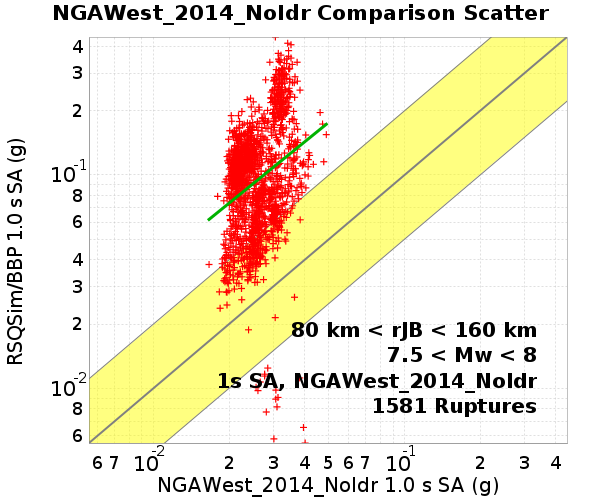 NGAWest_2014_NoIdr Comparison Scatter
4
3
2
10-1
8
6
4
3
2
10-2
8
6
RSQSim/BBP 1.0 s SA (g)
80 km < rJB < 160 km
7.5 < Mw < 8
1s SA, NGAWest_2014_NoIdr
1581 Ruptures
6 7 10-2 2 3 4 5 6 7 10-1 2 3 4
NGAWest_2014_NoIdr 1.0 s SA (g)